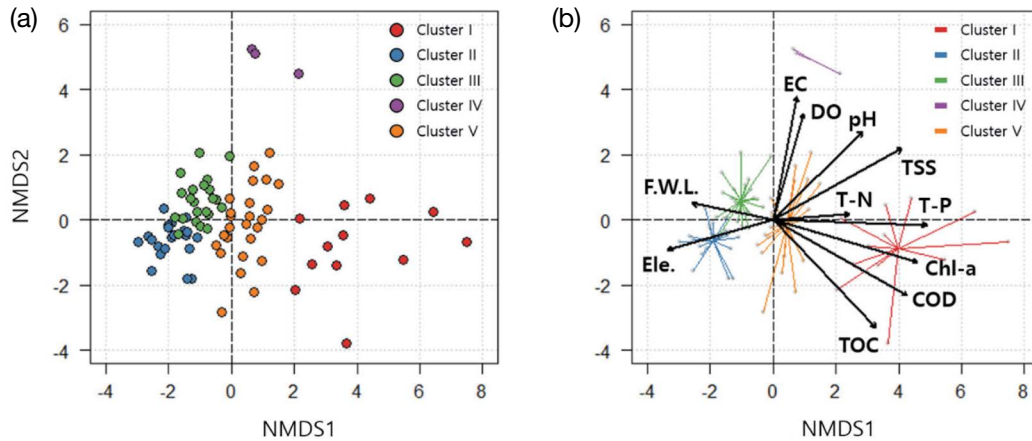 (a)
6
4
2
0
-2
-4
-4 -2 0 2 4 6 8
NMDS2
NMDS1
Cluster I
Cluster II
Cluster III
Cluster IV
Cluster V
(b)
6
4
2
0
-2
-4
-4 -2 0 2 4 6 8
NMDS1
Cluster I
Cluster II
Cluster III
Cluster IV
Cluster V
EC
DO
pH
TSS
F.W.L.
T-N
T-P
Ele.
Chl-a
COD
TOC